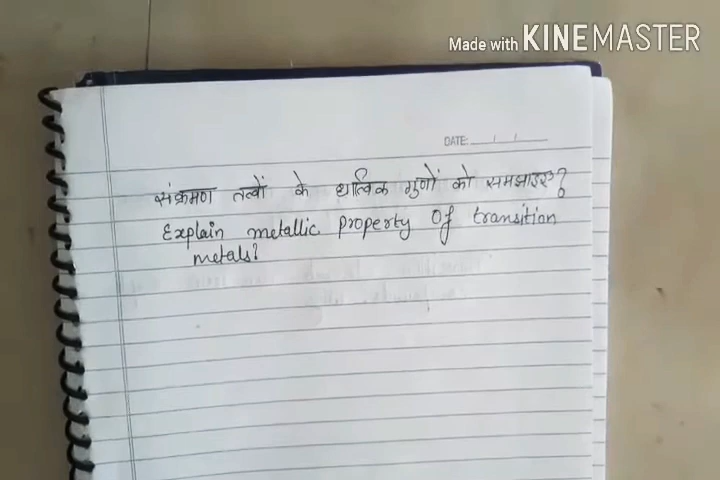 Made with KINEMASTER
DATE: / /
संक्रमण तत्वों के धात्विक गुणों को समझाइए?
Explain metallic property of transition
metals?